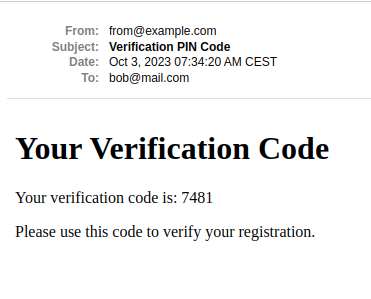 From: from@example.com
Subject: Verification PIN Code
Date: Oct 3, 2023 07:34:20 AM CEST
To: bob@mail.com
Your Verification Code
Your verification code is: 7481
Please use this code to verify your registration.